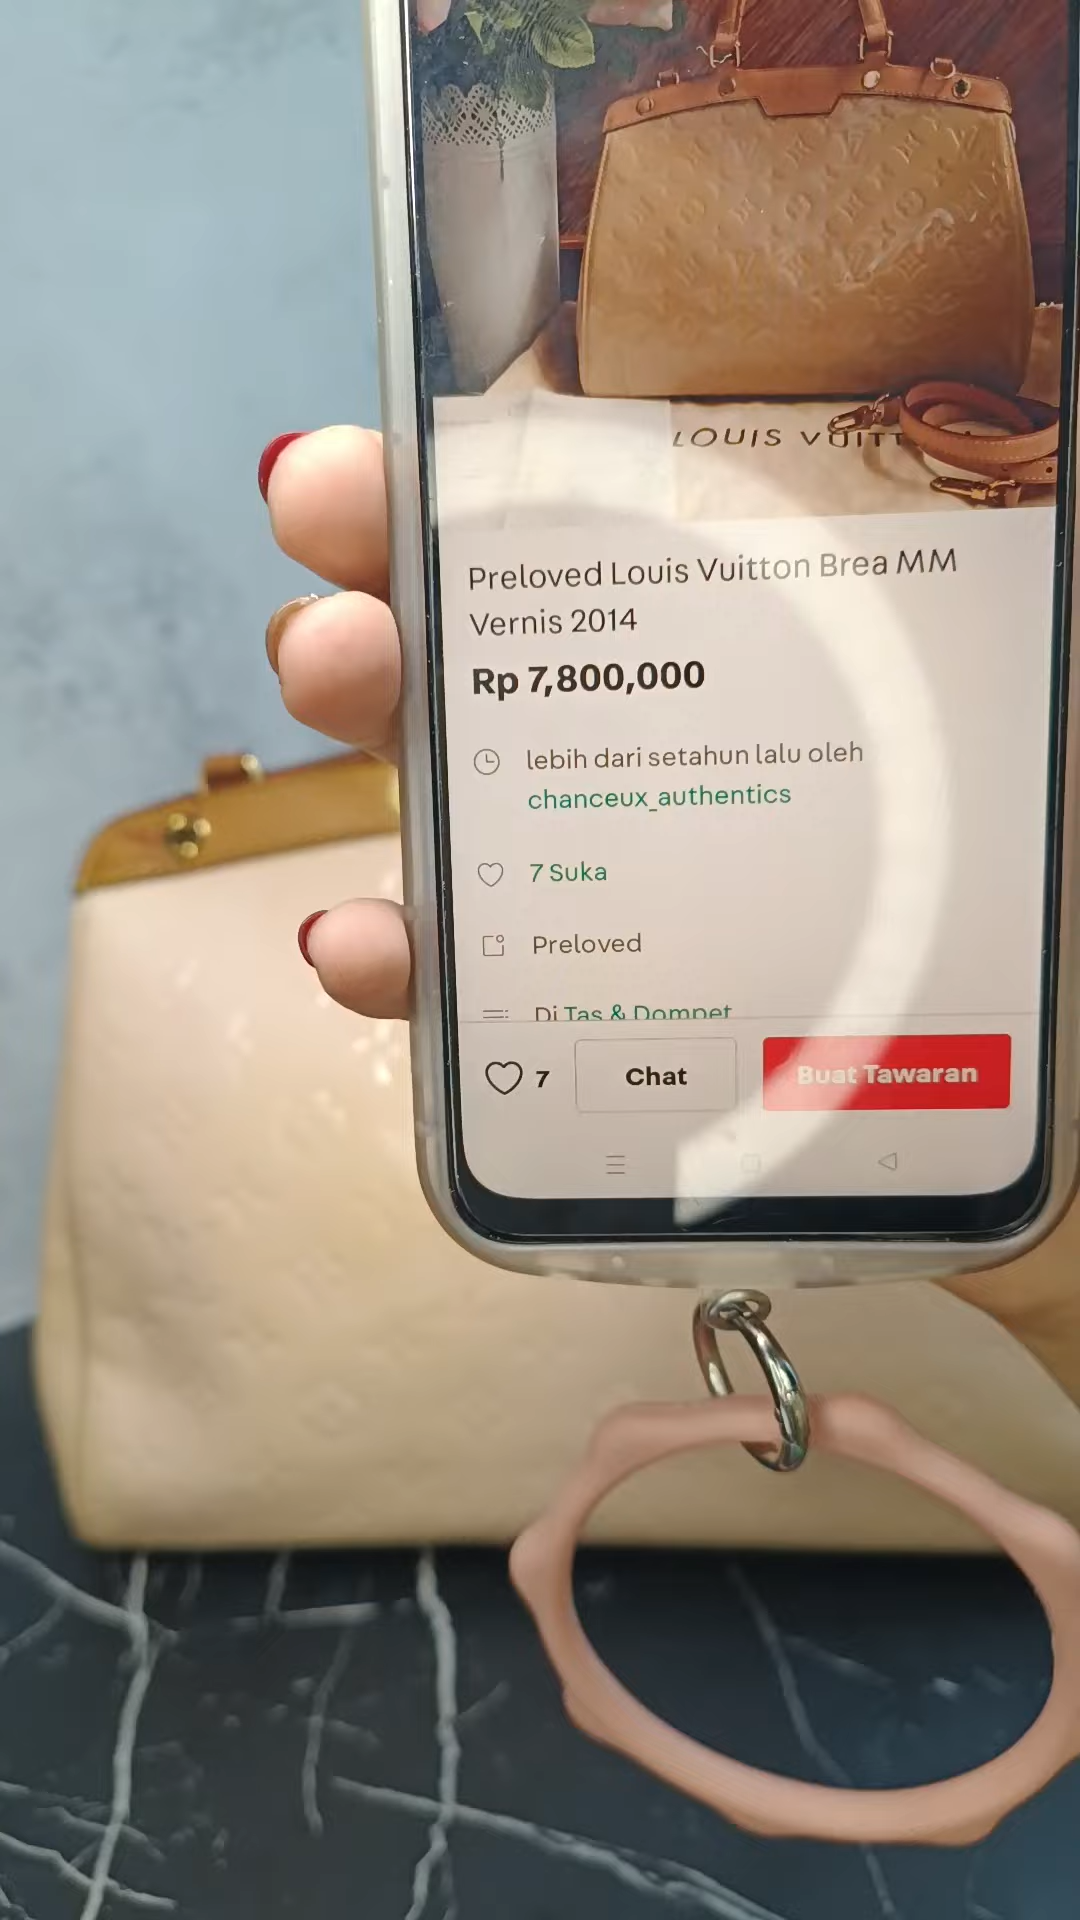 LOUIS VUITT
Preloved Louis Vuitton Brea MM
Vernis 2014
Rp 7,800,000
lebih dari setahun lalu oleh
chanceux_authentics
7 Suka
Preloved
Di Tas & Dompet
7
Chat
Buat Tawaran